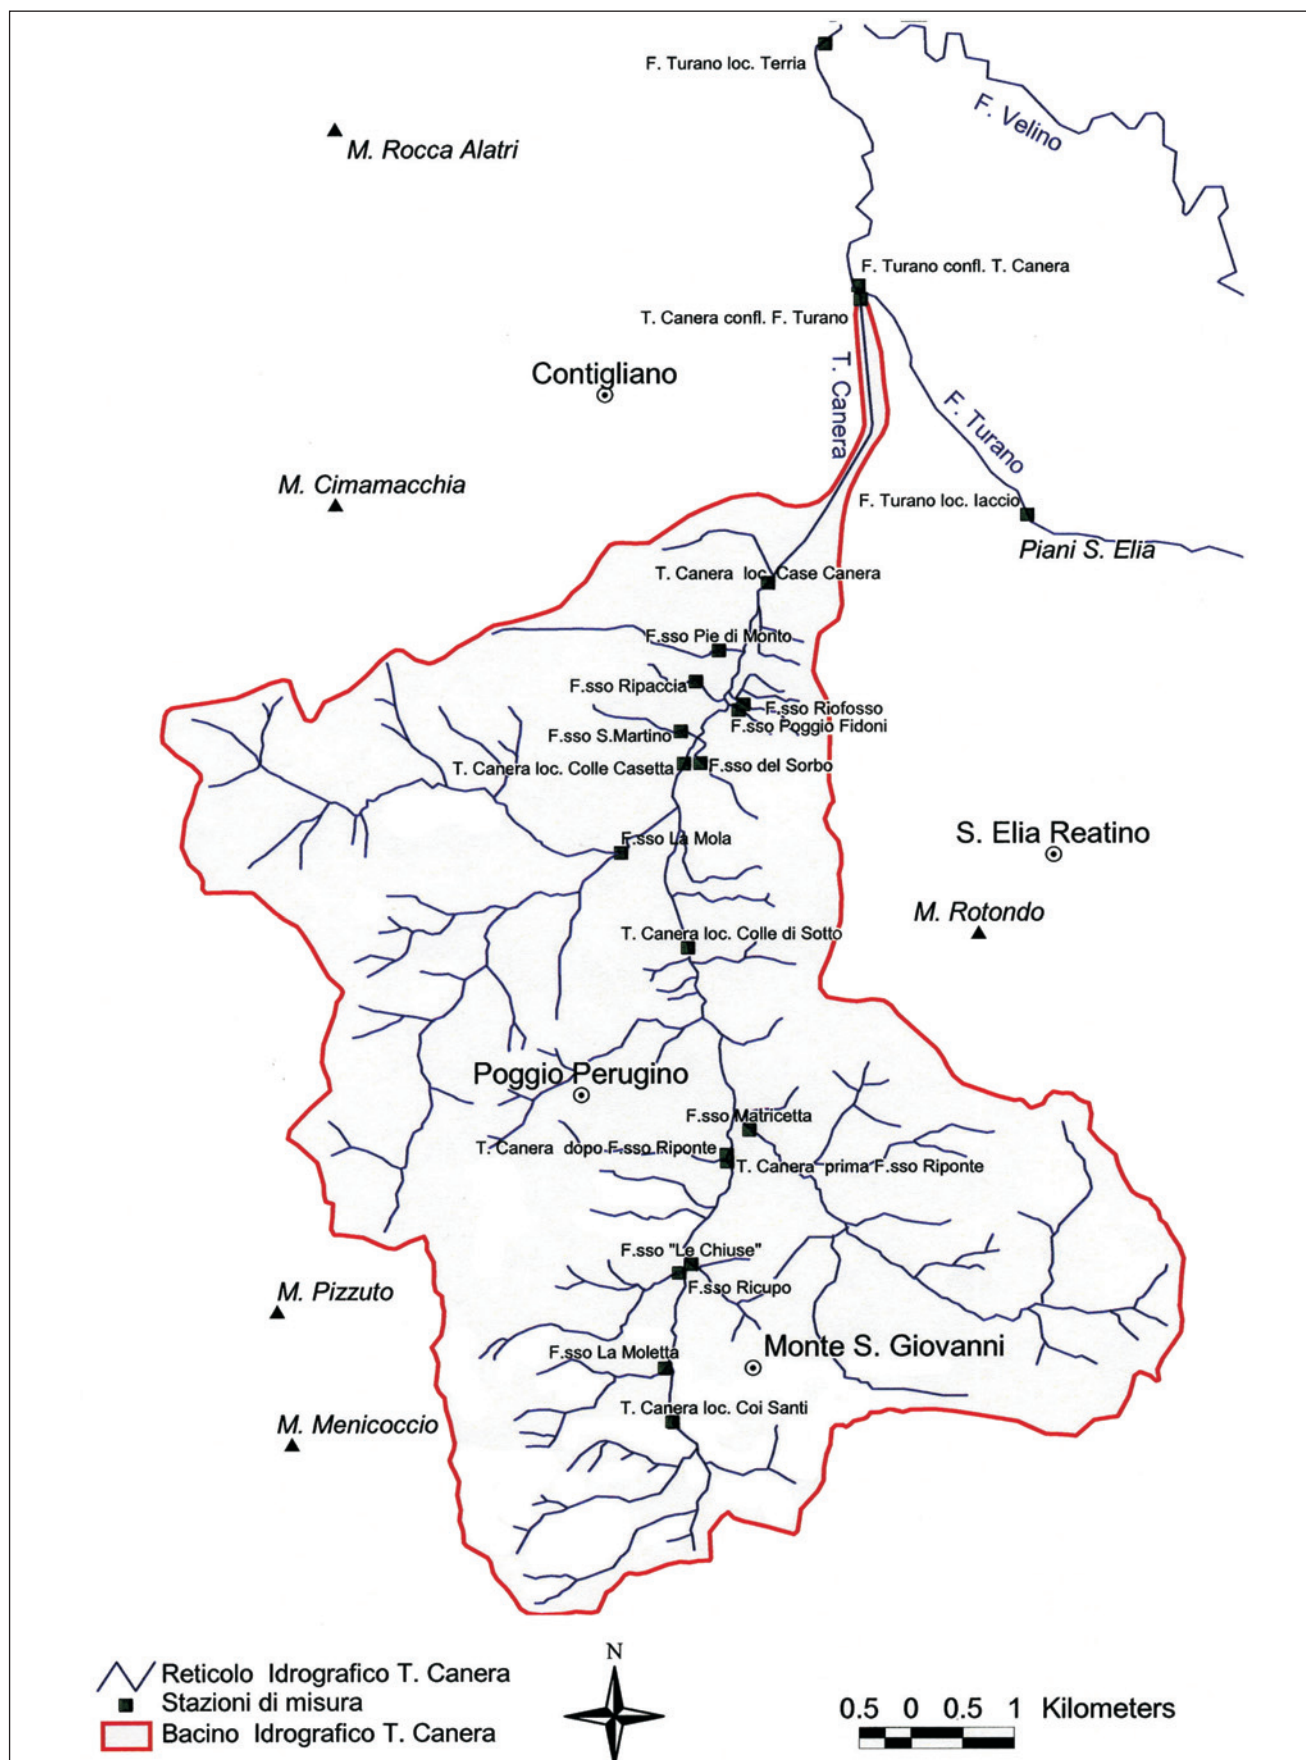 F. Turano loc. Terria
F. Velino
M. Rocca Alatri
F. Turano confl. T. Canera
T. Canera confl. F. Turano
Contigliano
T. Canera
F. Turano
M. Cimamacchia
F. Turano loc. Iaccio
Piani S. Elia
T. Canera loc. Case Canera
F.sso Pie di Monto
F.sso Ripaccia
F.sso Riofosso
F.sso Poggio Fidoni
F.sso S.Martino
T. Canera loc. Colle Casetta
F.sso del Sorbo
F.sso La Mola
S. Elia Reatino
M. Rotondo
T. Canera loc. Colle di Sotto
Poggio Perugino
F.sso Matricetta
T. Canera dopo F.sso Riponte
T. Canera prima F.sso Riponte
F.sso "Le Chiuse"
F.sso Ricupo
M. Pizzuto
F.sso La Moletta
Monte S. Giovanni
T. Canera loc. Coi Santi
M. Menicoccio
N
Reticolo Idrografico T. Canera
Stazioni di misura
Bacino Idrografico T. Canera
0.5 0 0.5 1 Kilometers